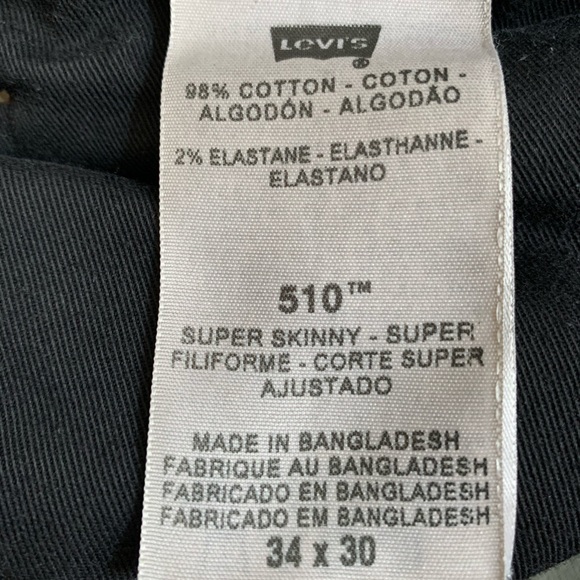 Levi's
98% COTTON - COTON -
ALGODÓN - ALGODÃO
2% ELASTANE - ELASTHANNE -
ELASTANO
510™
SUPER SKINNY - SUPER
FILIFORME - CORTE SUPER
AJUSTADO
MADE IN BANGLADESH
FABRIQUE AU BANGLADESH
FABRICADO EN BANGLADESH
FABRICADO EM BANGLADESH
34 x 30